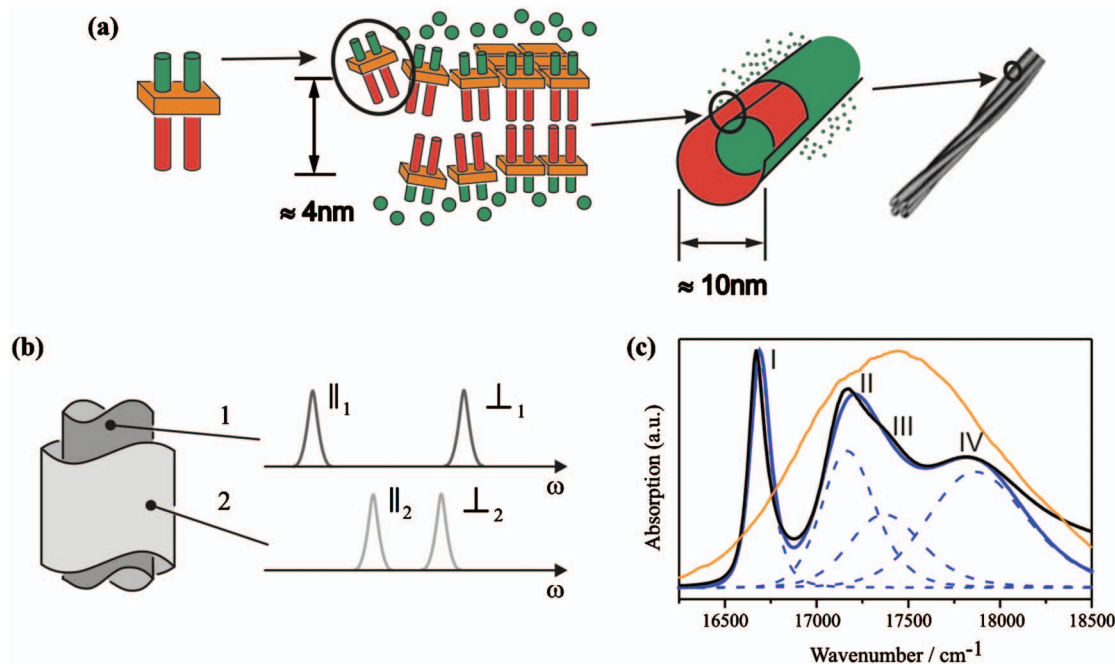 (a)
≈ 4nm
≈ 10nm
(b)
1
∥1
⊥1
ω
2
∥2
⊥2
ω
(c)
I
II
III
IV
Absorption (a.u.)
16500 17000 17500 18000 18500
Wavenumber / cm-1